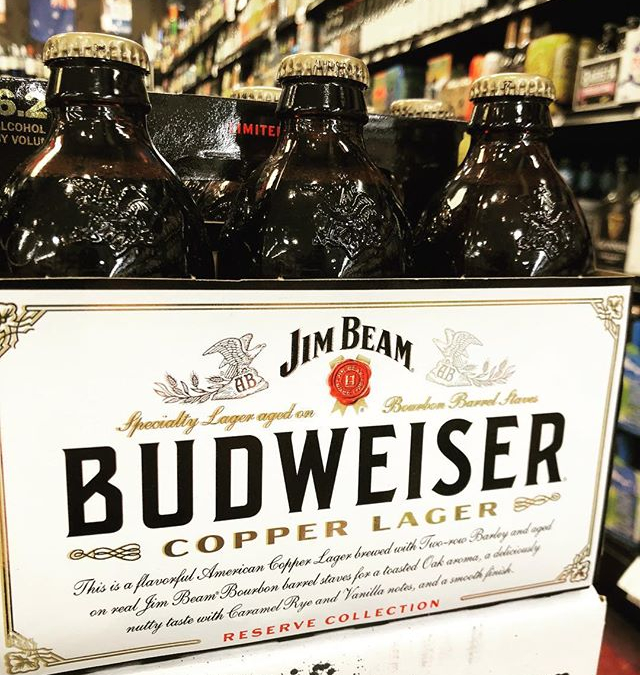 6.2
ALCOHOL
BY VOLU
LIMITE
JIM BEAM
AB
AB
Specialty Lager aged on
Bourbon Barrel Staves
BUDWEISER
COPPER LAGER
This is a flavorful American Copper Lager brewed with Two-row Barley and aged
on real Jim Beam® Bourbon barrel staves for a toasted Oak aroma, a deliciously
nutty taste with Caramel Rye and Vanilla notes, and a smooth finish.
RESERVE COLLECTION